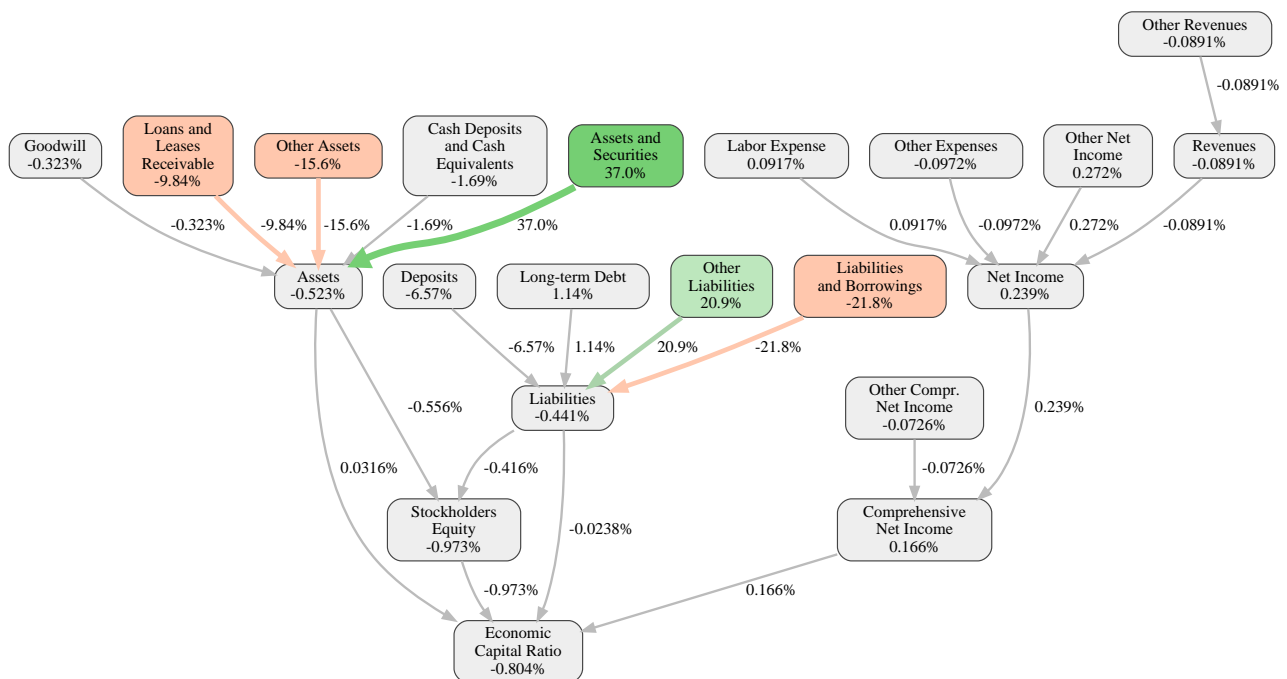 Other Revenues
-0.0891%
-0.0891%
Goodwill
-0.323%
Loans and
Leases
Receivable
-9.84%
Other Assets
-15.6%
Cash Deposits
and Cash
Equivalents
-1.69%
Assets and
Securities
37.0%
Labor Expense
0.0917%
Other Expenses
-0.0972%
Other Net
Income
0.272%
Revenues
-0.0891%
-0.323%
-9.84%
-15.6%
-1.69%
37.0%
0.0917%
-0.0972%
0.272%
-0.0891%
Assets
-0.523%
Deposits
-6.57%
Long-term Debt
1.14%
Other
Liabilities
20.9%
Liabilities
and Borrowings
-21.8%
Net Income
0.239%
-6.57%
1.14%
20.9%
-21.8%
-0.556%
Liabilities
-0.441%
Other Compr.
Net Income
-0.0726%
0.239%
0.0316%
-0.416%
-0.0726%
Stockholders
Equity
-0.973%
-0.0238%
Comprehensive
Net Income
0.166%
-0.973%
0.166%
Economic
Capital Ratio
-0.804%